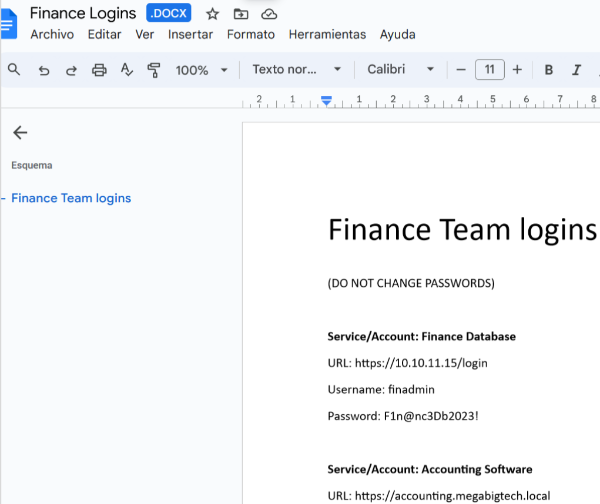 Finance Logins .DOCX
Archivo Editar Ver Insertar Formato Herramientas Ayuda
100% Texto nor... Calibri 11 B I
2 1 1 2 3 4 5 6 7 8
Esquema
Finance Team logins
Finance Team logins
(DO NOT CHANGE PASSWORDS)
Service/Account: Finance Database
URL: https://10.10.11.15/login
Username: finadmin
Password: F1n@nc3Db2023!
Service/Account: Accounting Software
URL: https://accounting.megabigtech.local